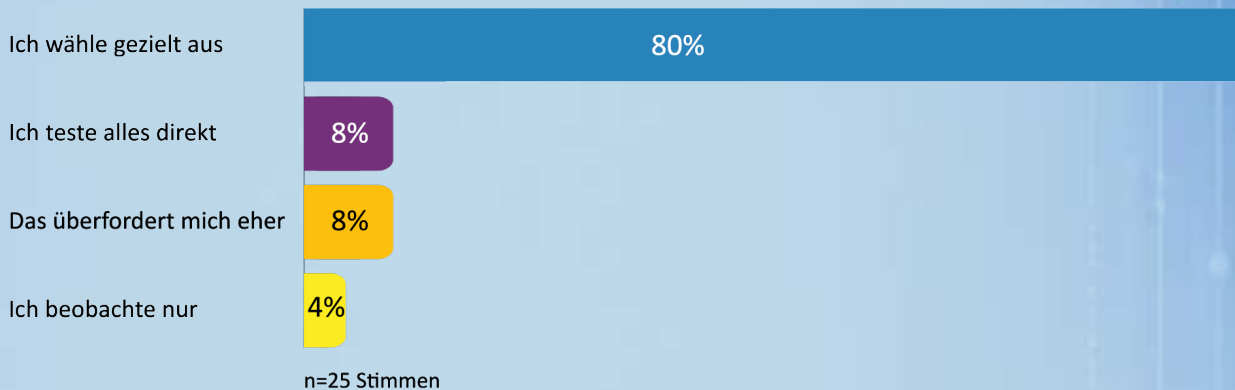 Ich wähle gezielt aus
80%
Ich teste alles direkt
8%
Das überfordert mich eher
8%
Ich beobachte nur
4%
n=25 Stimmen